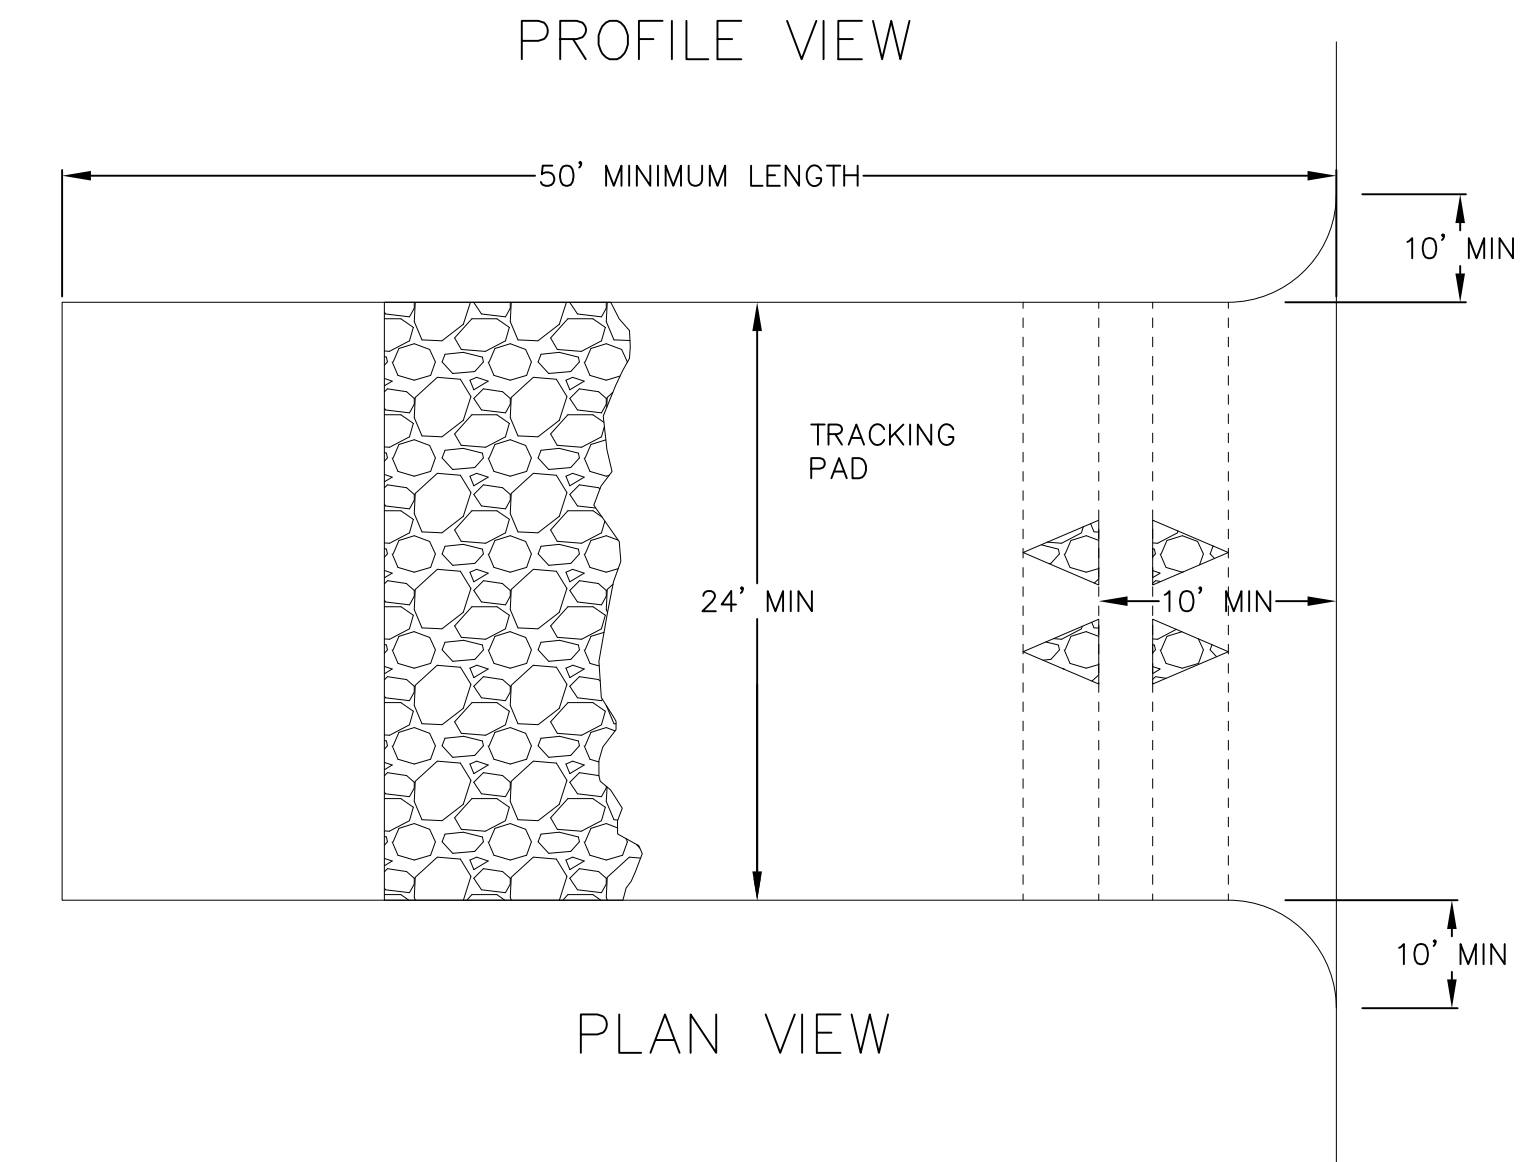 PROFILE VIEW
50' MINIMUM LENGTH
10' MIN
TRACKING
PAD
24' MIN
10' MIN
10' MIN
PLAN VIEW